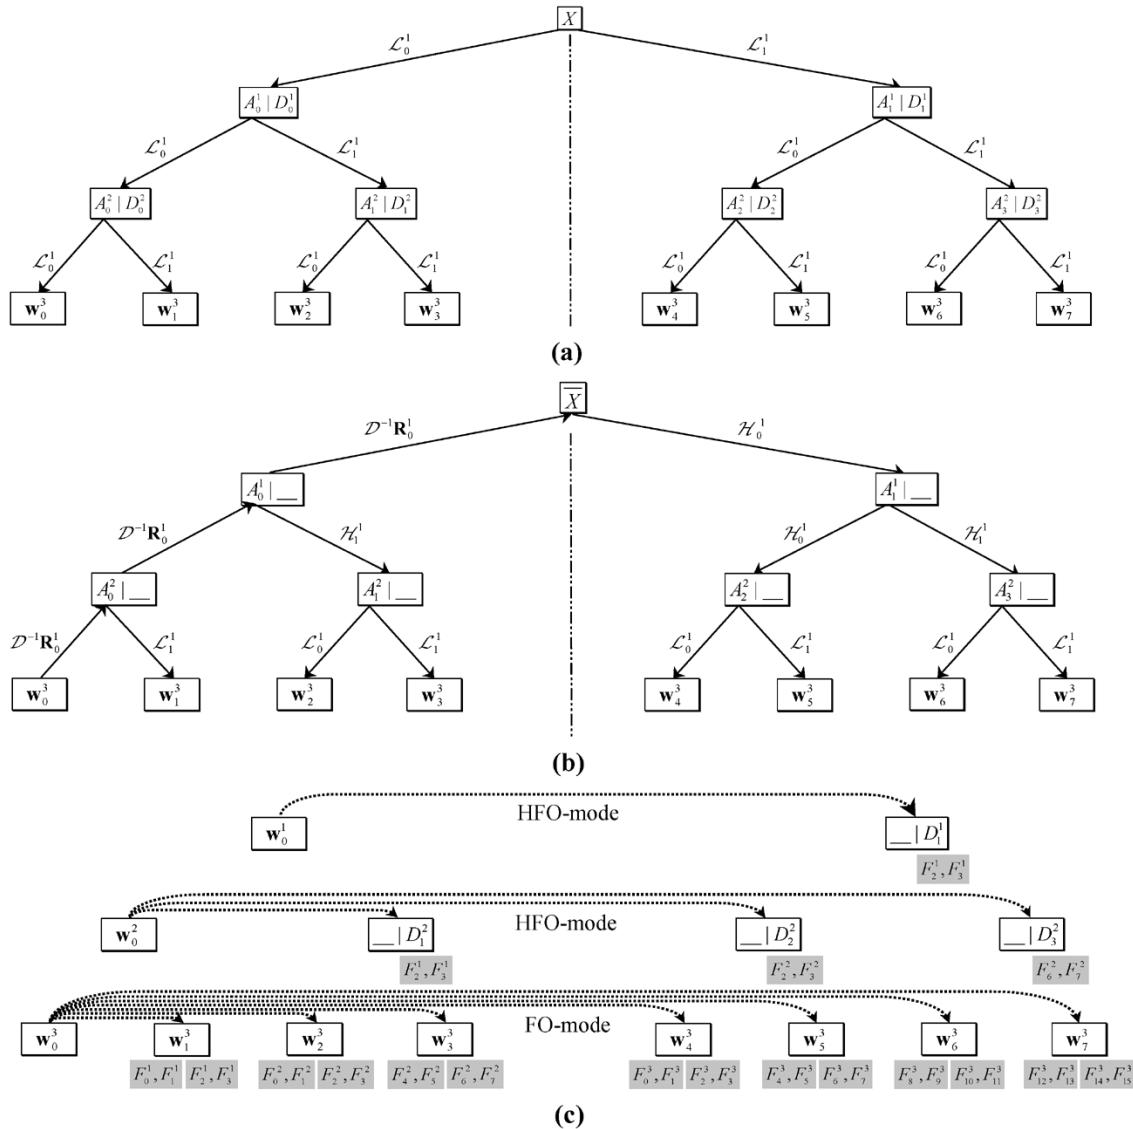 X
𝓛₀¹ 𝓛₁¹
A₀¹ | D₀¹ A₁¹ | D₁¹
𝓛₀¹ 𝓛₁¹ 𝓛₀¹ 𝓛₁¹
A₀² | D₀² A₁² | D₁² A₂² | D₂² A₃² | D₃²
𝓛₀¹ 𝓛₁¹ 𝓛₀¹ 𝓛₁¹ 𝓛₀¹ 𝓛₁¹ 𝓛₀¹ 𝓛₁¹
w₀³ w₁³ w₂³ w₃³ w₄³ w₅³ w₆³ w₇³
(a)
X̅
𝓓⁻¹R₀¹ 𝓗₀¹
A₀¹ | __ A₁¹ | __
𝓓⁻¹R₀¹ 𝓗₁¹ 𝓗₀¹ 𝓗₁¹
A₀² | __ A₁² | __ A₂² | __ A₃² | __
𝓓⁻¹R₀¹ 𝓛₁¹ 𝓛₀¹ 𝓛₁¹ 𝓛₀¹ 𝓛₁¹ 𝓛₀¹ 𝓛₁¹
w₀³ w₁³ w₂³ w₃³ w₄³ w₅³ w₆³ w₇³
(b)
HFO-mode
w₀¹ __ | D₁¹
F₂¹, F₃¹
HFO-mode
w₀² __ | D₁² __ | D₂² __ | D₃²
F₂¹, F₃¹ F₂², F₃² F₆², F₇²
FO-mode
w₀³ w₁³ w₂³ w₃³ w₄³ w₅³ w₆³ w₇³
F₀¹, F₁¹ F₂¹, F₃¹ F₀², F₁² F₂², F₃² F₄², F₅² F₆², F₇² F₀³, F₁³ F₂³, F₃³ F₄³, F₅³ F₆³, F₇³ F₈³, F₉³ F₁₀³, F₁₁³ F₁₂³, F₁₃³ F₁₄³, F₁₅³
(c)